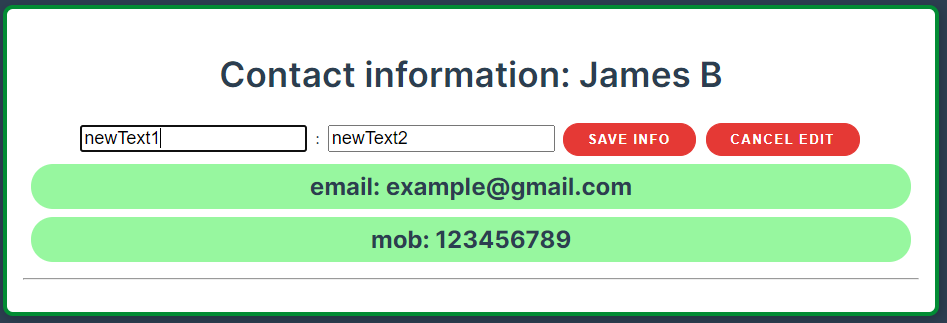 Contact information: James B
newText1 : newText2 SAVE INFO CANCEL EDIT
email: example@gmail.com
mob: 123456789